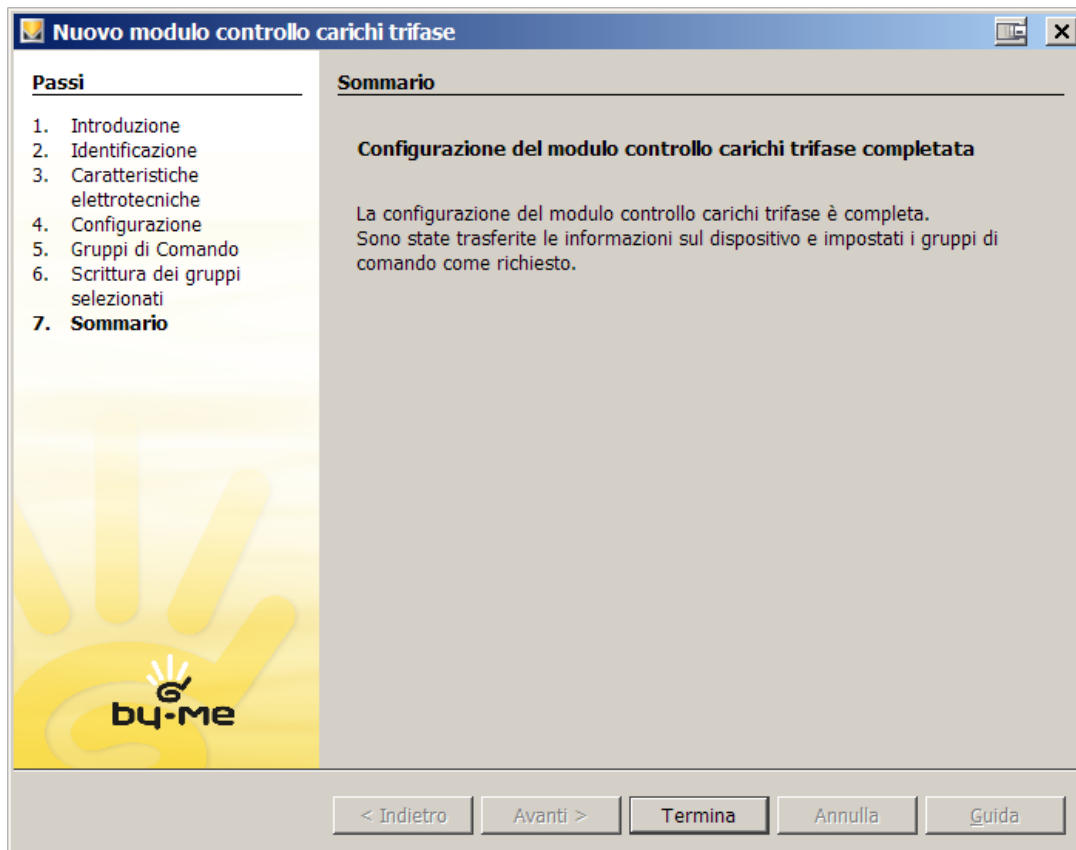 Nuovo modulo controllo carichi trifase
Passi
1. Introduzione
2. Identificazione
3. Caratteristiche
elettrotecniche
4. Configurazione
5. Gruppi di Comando
6. Scrittura dei gruppi
selezionati
7. Sommario
by-me
Sommario
Configurazione del modulo controllo carichi trifase completata
La configurazione del modulo controllo carichi trifase è completa.
Sono state trasferite le informazioni sul dispositivo e impostati i gruppi di
comando come richiesto.
< Indietro
Avanti >
Termina
Annulla
Guida